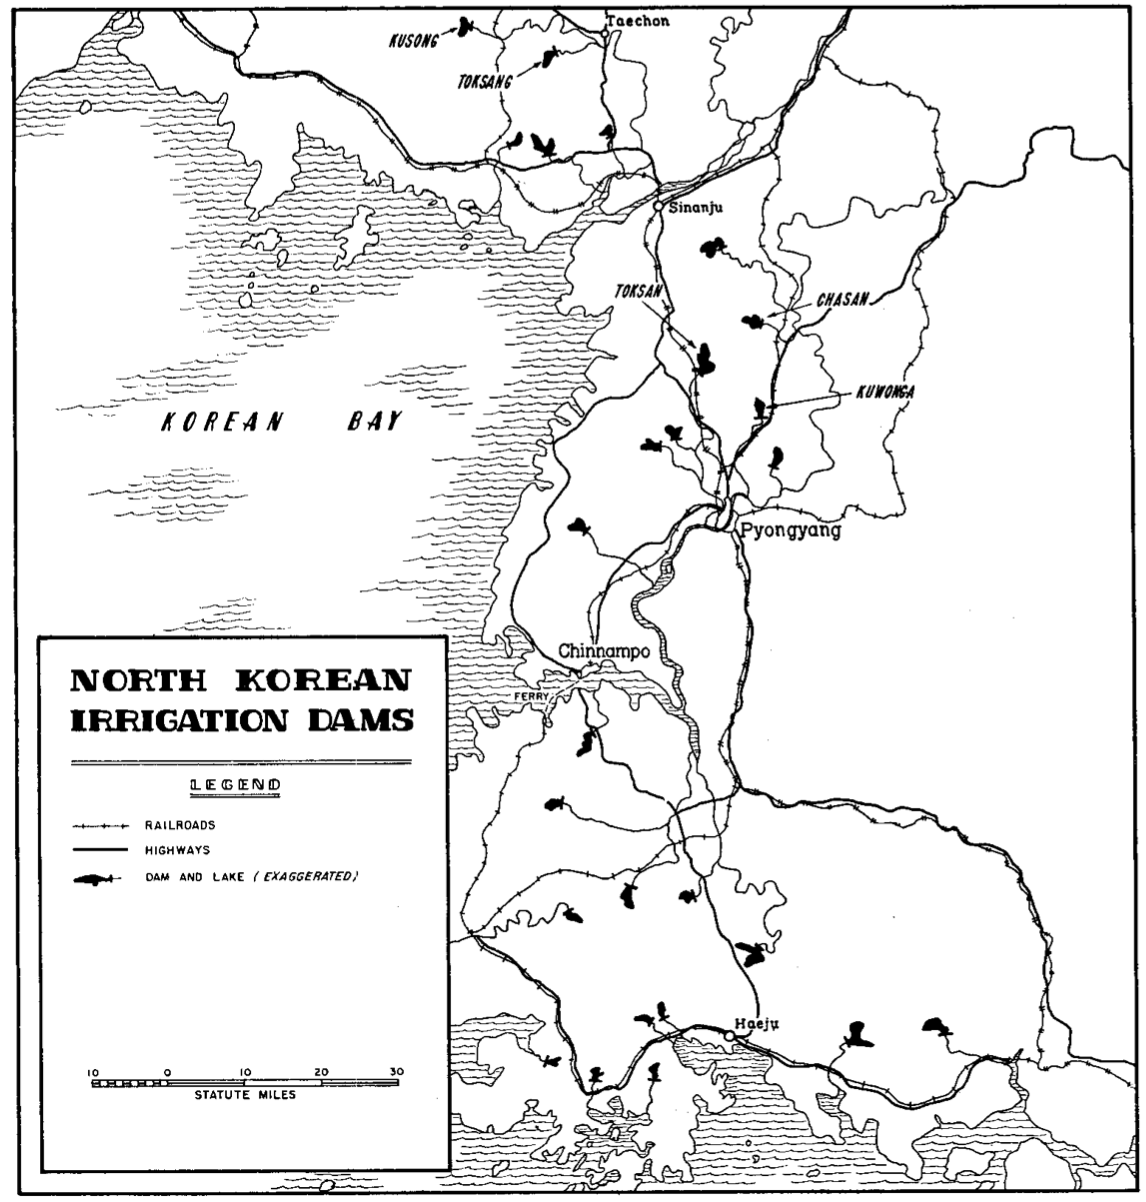 Taechon
KUSONG
TOKSANG
Sinanju
TOKSAN
CHASAN
KUWONGA
KOREAN BAY
Pyongyang
Chinnampo
FERRY
NORTH KOREAN
IRRIGATION DAMS
LEGEND
RAILROADS
HIGHWAYS
DAM AND LAKE (EXAGGERATED)
Haeju
10 0 10 20 30
STATUTE MILES